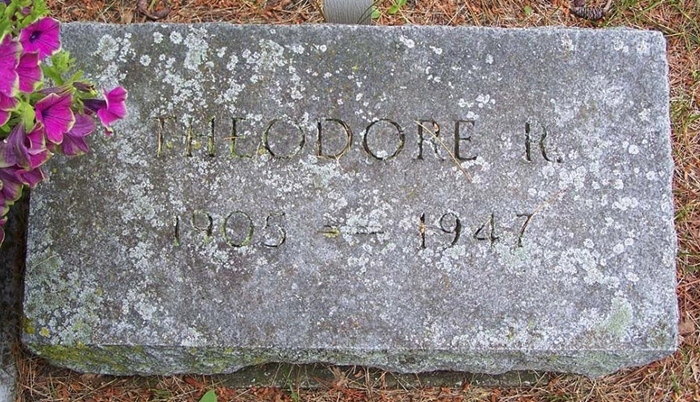 THEODORE R.
1905 -- 1947